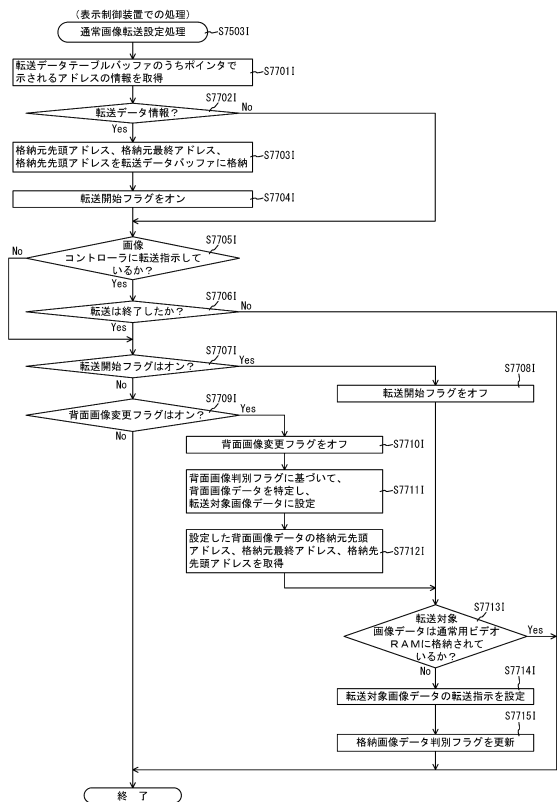 （表示制御装置での処理）
通常画像転送設定処理
S7503I
転送データテーブルバッファのうちポインタで
示されるアドレスの情報を取得
S7701I
S7702I
転送データ情報？
No
Yes
格納元先頭アドレス、格納元最終アドレス、
格納先先頭アドレスを転送データバッファに格納
S7703I
転送開始フラグをオン
S7704I
S7705I
画像
コントローラに転送指示して
いるか？
No
Yes
S7706I
転送は終了したか？
No
Yes
S7707I
転送開始フラグはオン？
Yes
No
S7708I
転送開始フラグをオフ
S7709I
背面画像変更フラグはオン？
Yes
No
背面画像変更フラグをオフ
S7710I
背面画像判別フラグに基づいて、
背面画像データを特定し、
転送対象画像データに設定
S7711I
設定した背面画像データの格納元先頭
アドレス、格納元最終アドレス、格納先
先頭アドレスを取得
S7712I
S7713I
転送対象
画像データは通常用ビデオ
ＲＡＭに格納されて
いるか？
Yes
No
S7714I
転送対象画像データの転送指示を設定
S7715I
格納画像データ判別フラグを更新
終　了